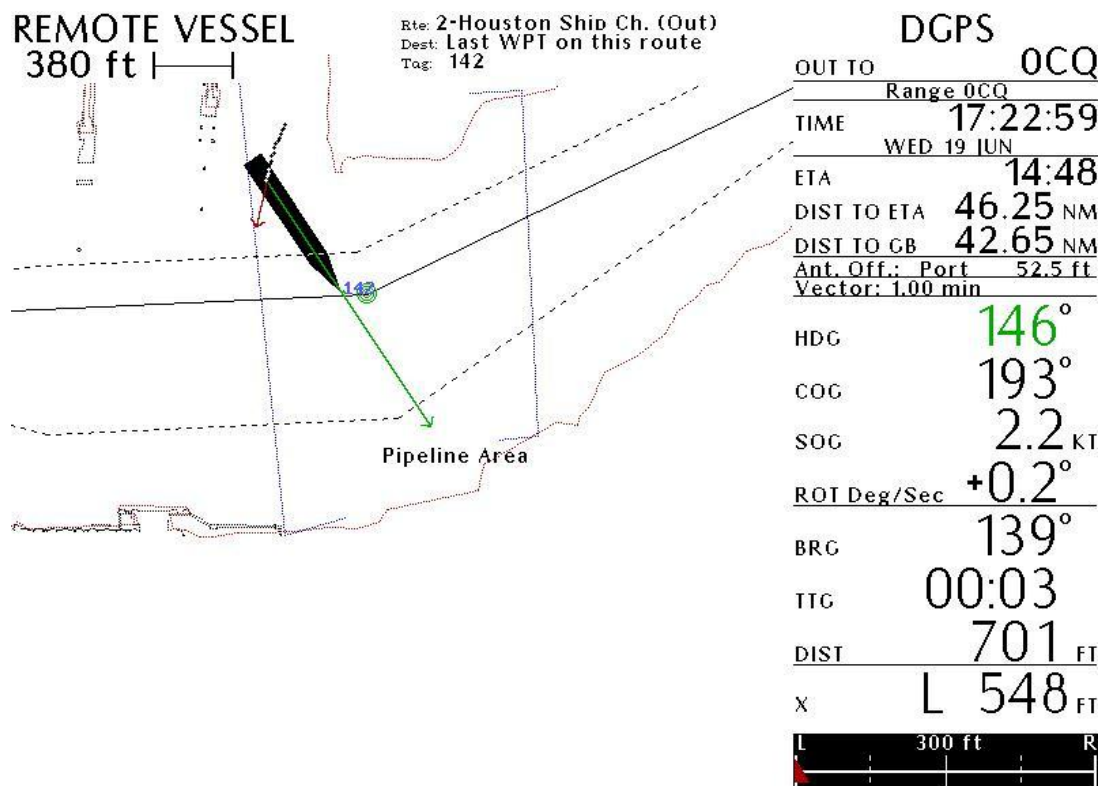 REMOTE VESSEL
380 ft
Rte: 2-Houston Ship Ch. (Out)
Dest: Last WPT on this route
Tag: 142
142
Pipeline Area
DGPS
OUT TO 0CQ
Range 0CQ
TIME 17:22:59
WED 19 JUN
ETA 14:48
DIST TO ETA 46.25 NM
DIST TO GB 42.65 NM
Ant. Off.: Port 52.5 ft
Vector: 1.00 min
HDG 146°
COG 193°
SOG 2.2 KT
ROT Deg/Sec +0.2°
BRG 139°
TTG 00:03
DIST 701 FT
X L 548 FT
L 300 ft R